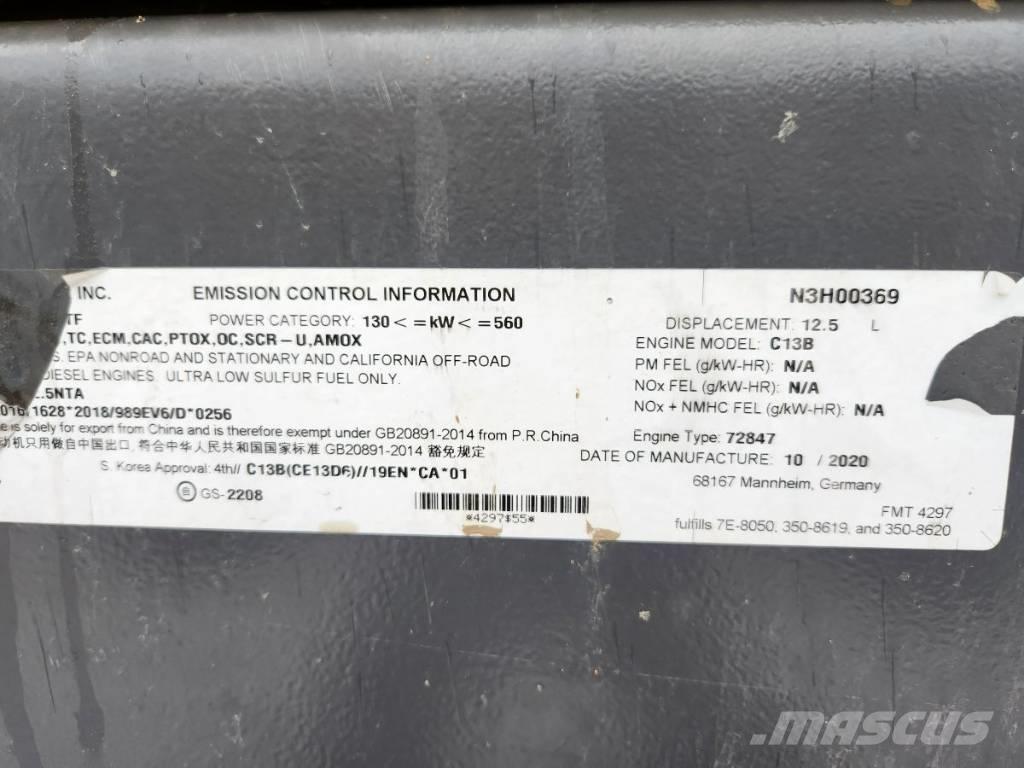 INC. EMISSION CONTROL INFORMATION N3H00369
TF POWER CATEGORY: 130 < =kW < =560 DISPLACEMENT: 12.5 L
,TC,ECM,CAC,PTOX,OC,SCR-U,AMOX ENGINE MODEL: C13B
S. EPA NONROAD AND STATIONARY AND CALIFORNIA OFF-ROAD PM FEL (g/kW-HR): N/A
DIESEL ENGINES. ULTRA LOW SULFUR FUEL ONLY. NOx FEL (g/kW-HR): N/A
.5NTA NOx + NMHC FEL (g/kW-HR): N/A
016/1628*2018/989EV6/D*0256
e is solely for export from China and is therefore exempt under GB20891-2014 from P.R.China Engine Type: 72847
动机只用做自中国出口, 符合中华人民共和国国家标准 GB20891-2014 豁免规定 DATE OF MANUFACTURE: 10 / 2020
S. Korea Approval: 4th// C13B(CE13D6)//19EN*CA*01 68167 Mannheim, Germany
GS-2208
*4297$55* FMT 4297
fulfills 7E-8050, 350-8619, and 350-8620
MASCUS